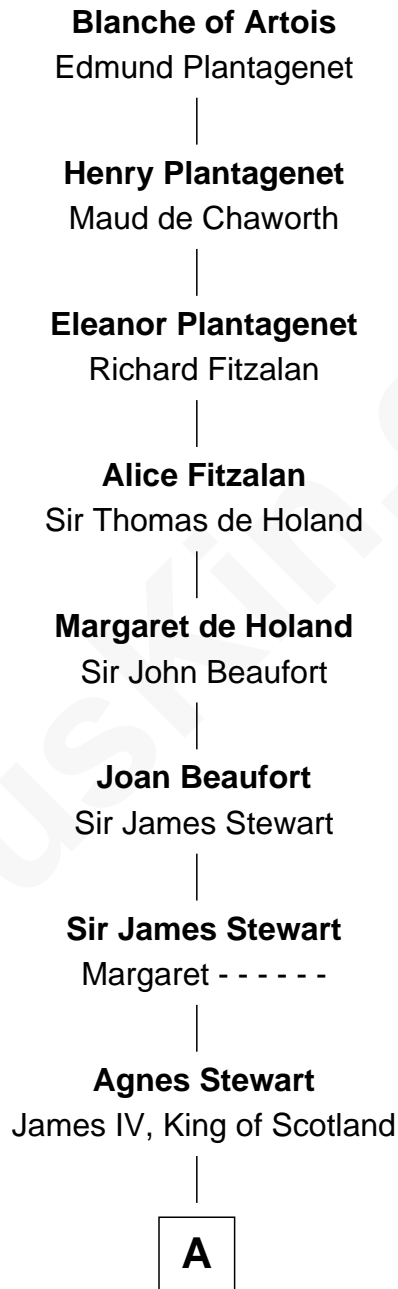 Blanche of Artois
Edmund Plantagenet
Henry Plantagenet
Maud de Chaworth
Eleanor Plantagenet
Richard Fitzalan
Alice Fitzalan
Sir Thomas de Holand
Margaret de Holand
Sir John Beaufort
Joan Beaufort
Sir James Stewart
Sir James Stewart
Margaret - - - - - -
Agnes Stewart
James IV, King of Scotland
A